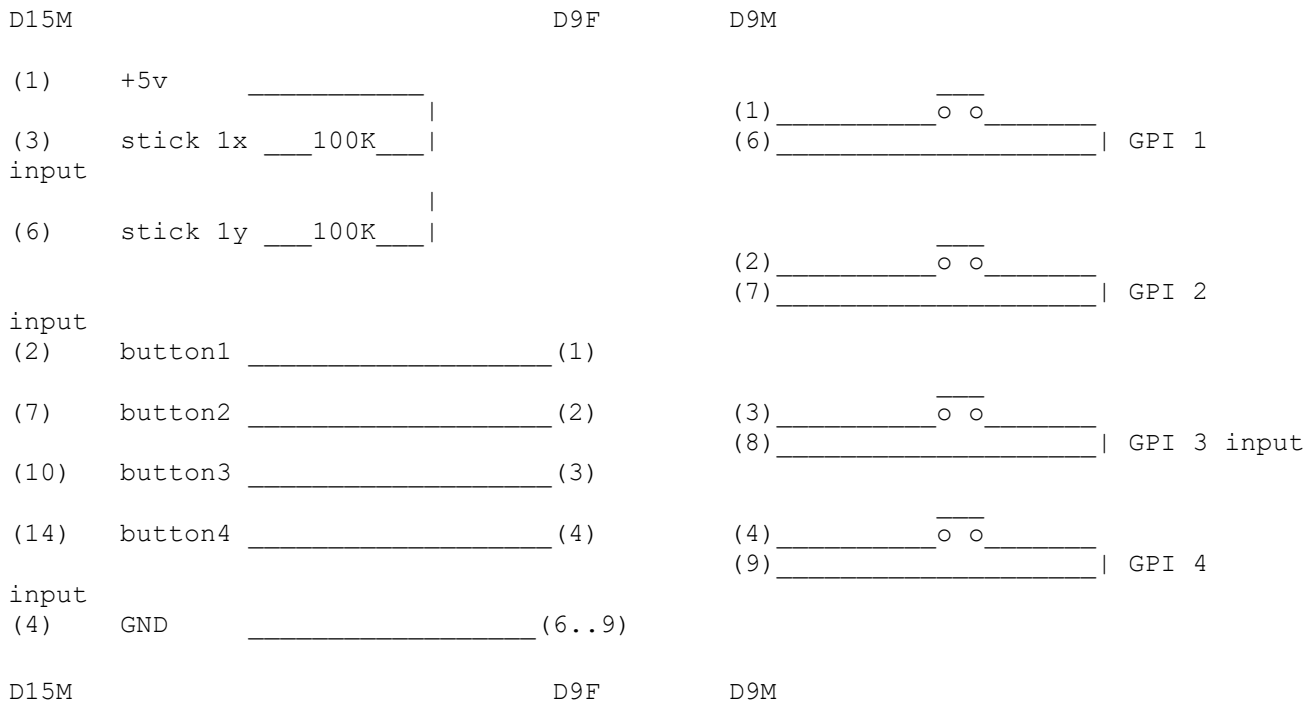 D15M D9F D9M
(1) +5v
(1) o o
(3) stick 1x 100K (6) GPI 1
input
(6) stick 1y 100K
(2) o o
(7) GPI 2
input
(2) button1 (1)
(7) button2 (2) (3) o o
(8) GPI 3 input
(10) button3 (3)
(14) button4 (4) (4) o o
(9) GPI 4
input
(4) GND (6..9)
D15M D9F D9M